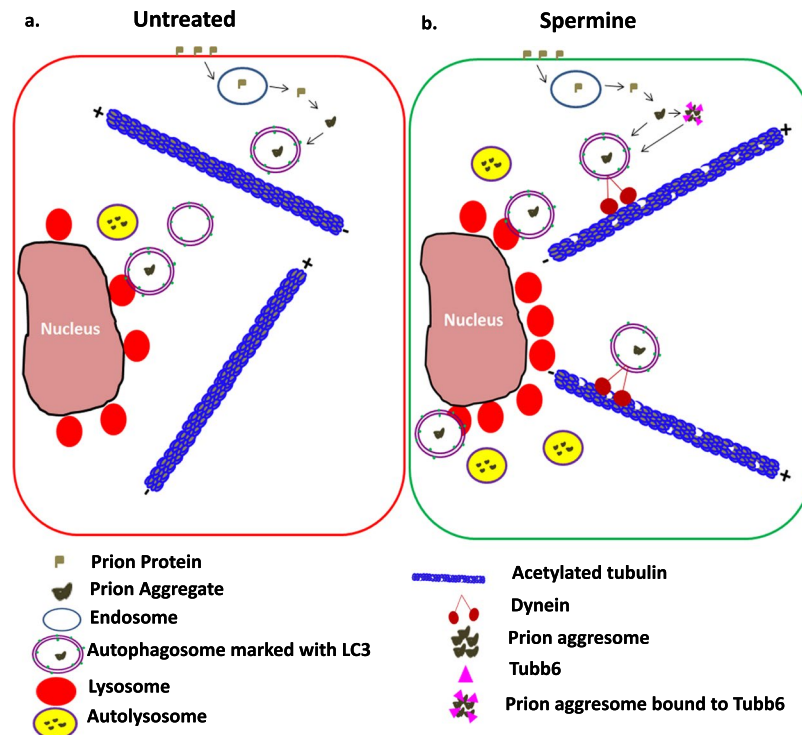 a.
Untreated
b.
Spermine
+
+
-
-
+
Nucleus
Nucleus
-
-
+
Prion Protein
Prion Aggregate
Endosome
Autophagosome marked with LC3
Lysosome
Autolysosome
Acetylated tubulin
Dynein
Prion aggresome
Tubb6
Prion aggresome bound to Tubb6